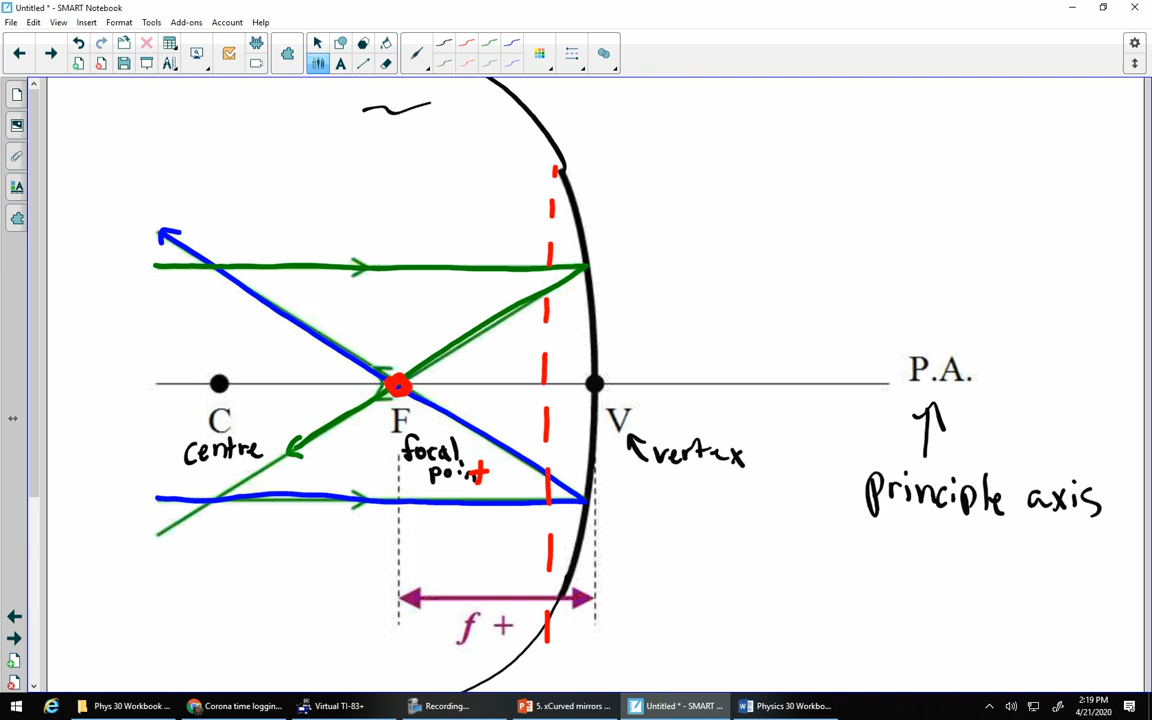 Untitled * - SMART Notebook
File Edit View Insert Format Tools Add-ons Account Help
P.A.
C F V
centre
focal
point
vertex
principle axis
f +
Phys 30 Workbook ...
Corona time loggin...
Virtual TI-83+
Recording...
5. xCurved mirrors ...
Untitled * - SMART ...
Physics 30 Workbo...
2:19 PM
4/21/2020